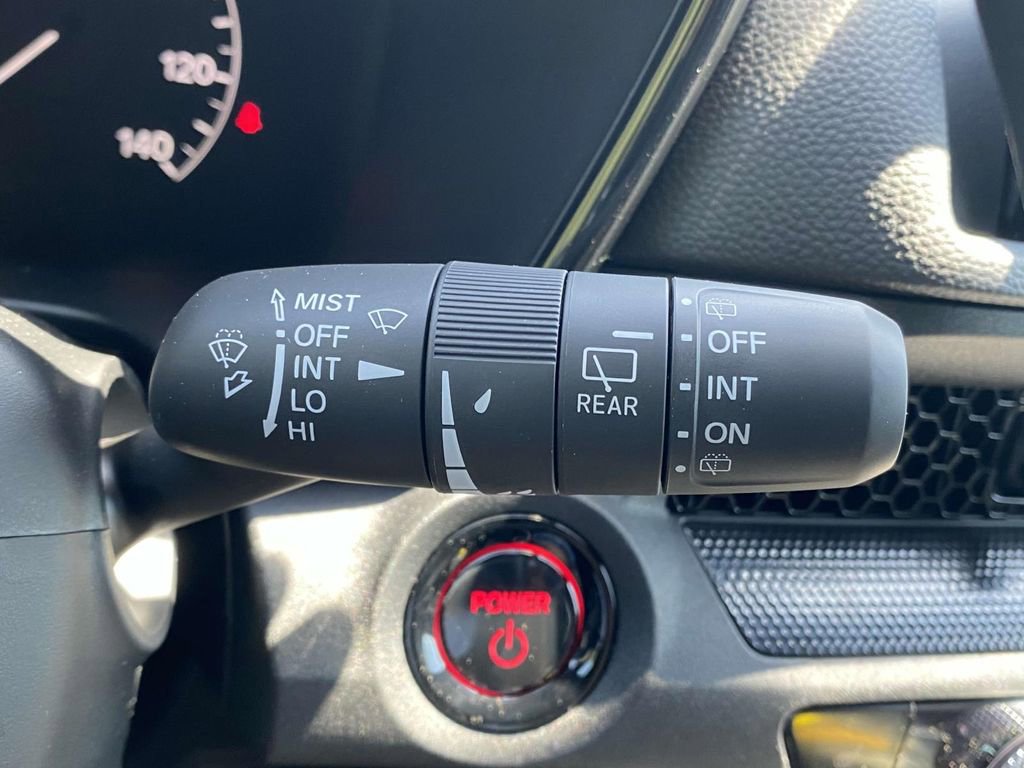 120
140
MIST
OFF
INT
LO
HI
REAR
OFF
INT
ON
POWER